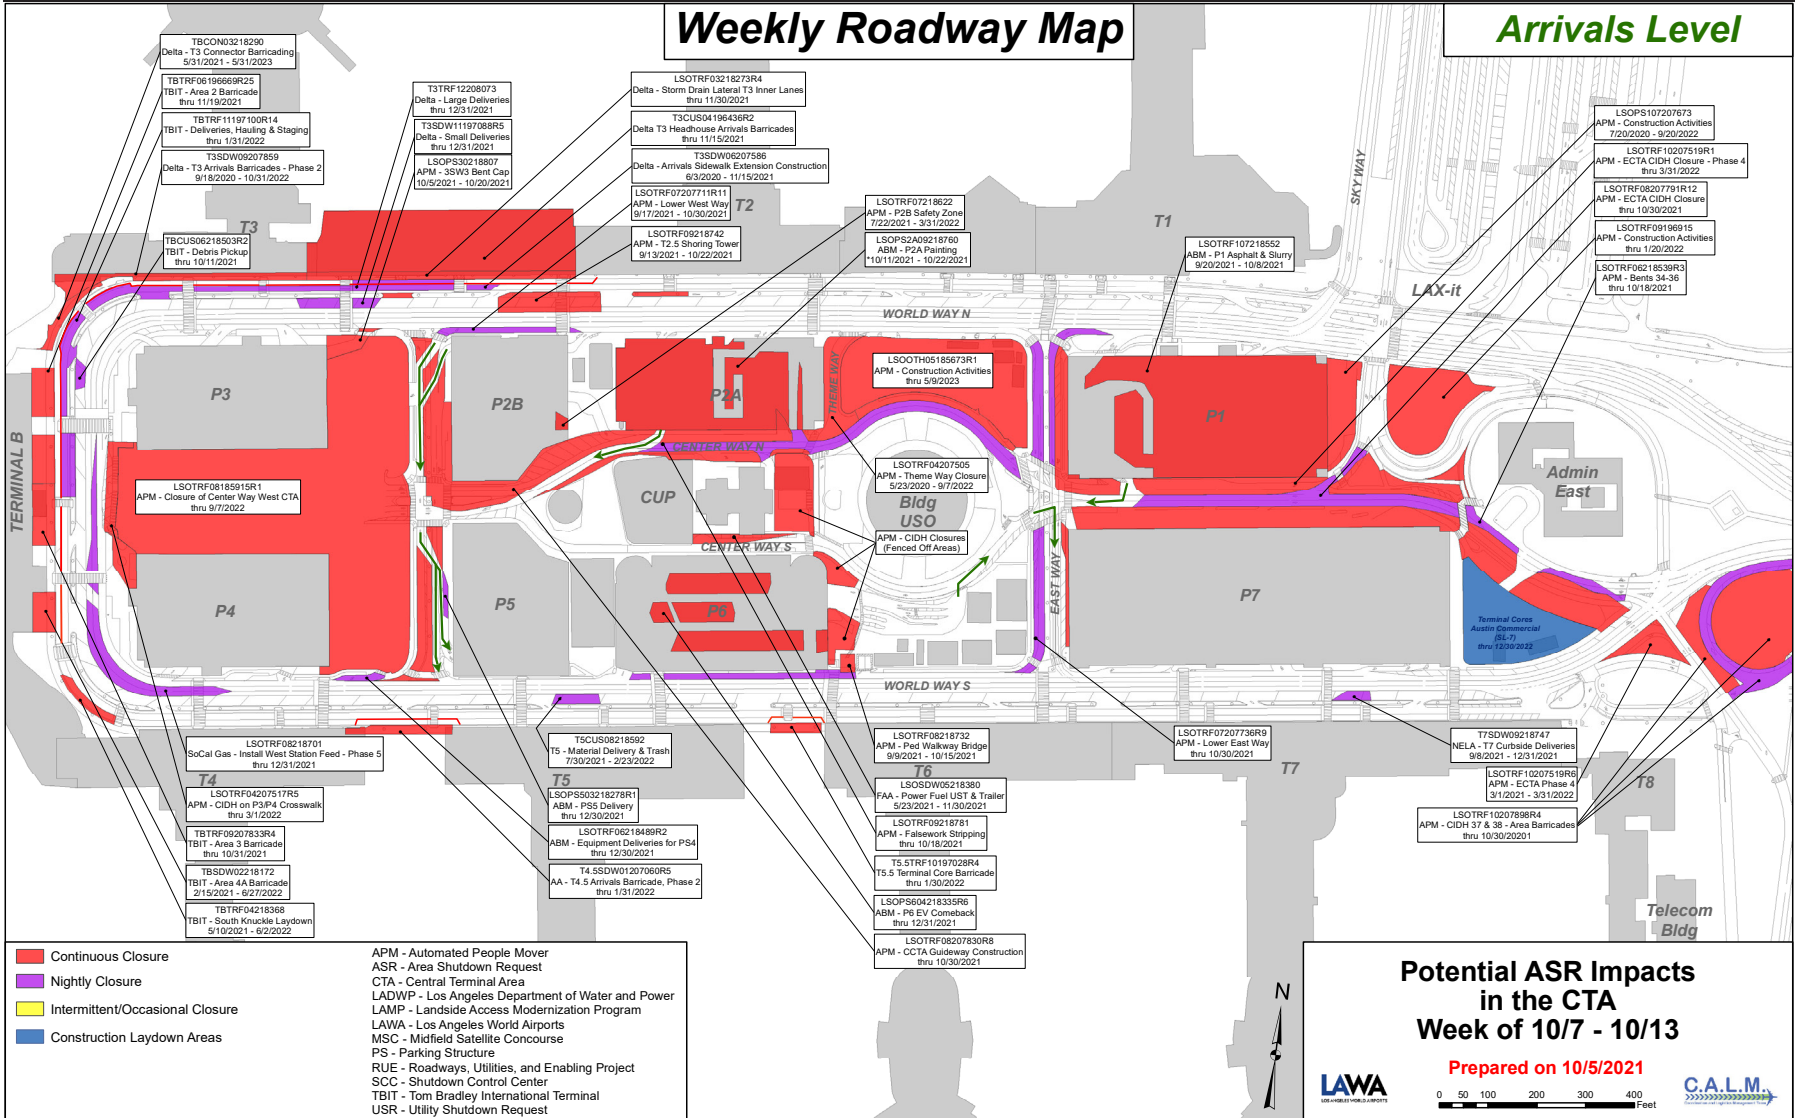 Weekly Roadway Map
Arrivals Level
TBCON03218290
Delta - T3 Connector Barricading
5/31/2021 - 5/31/2023
TBTRF06196669R25
TBIT - Area 2 Barricade
thru 11/19/2021
TBTRF11197100R14
TBIT - Deliveries, Hauling & Staging
thru 1/31/2022
T3SDW09207859
Delta - T3 Arrivals Barricades - Phase 2
9/18/2020 - 10/31/2022
TBCUS06218503R2
TBIT - Debris Pickup
thru 10/11/2021
T3TRF12208073
Delta - Large Deliveries
thru 12/31/2021
T3SDW11197088R5
Delta - Small Deliveries
thru 12/31/2021
LSOPS30218807
APM - 3SW3 Bent Cap
10/5/2021 - 10/20/2021
LSOTRF03218273R4
Delta - Storm Drain Lateral T3 Inner Lanes
thru 11/30/2021
T3CUS04196436R2
Delta T3 Headhouse Arrivals Barricades
thru 11/15/2021
T3SDW06207586
Delta - Arrivals Sidewalk Extension Construction
6/3/2020 - 11/15/2021
LSOTRF07207711R11
APM - Lower West Way
9/17/2021 - 10/30/2021
LSOTRF09218742
APM - T2.5 Shoring Tower
9/13/2021 - 10/22/2021
LSOTRF07218622
APM - P2B Safety Zone
7/22/2021 - 3/31/2022
LSOPS2A09218760
ABM - P2A Painting
*10/11/2021 - 10/22/2021
LSOTRF107218552
ABM - P1 Asphalt & Slurry
9/20/2021 - 10/8/2021
LSOPS107207673
APM - Construction Activities
7/20/2020 - 9/20/2022
LSOTRF10207519R1
APM - ECTA CIDH Closure - Phase 4
thru 3/31/2022
LSOTRF08207791R12
APM - ECTA CIDH Closure
thru 10/30/2021
LSOTRF09196915
APM - Construction Activities
thru 1/20/2022
LSOTRF06218539R3
APM - Bents 34-36
thru 10/18/2021
T3
T2
T1
SKY WAY
LAX-it
WORLD WAY N
P3
P2B
P2A
THEME WAY
LSOOTH05185673R1
APM - Construction Activities
thru 5/9/2023
P1
CENTER WAY N
TERMINAL B
LSOTRF08185915R1
APM - Closure of Center Way West CTA
thru 9/7/2022
CUP
LSOTRF04207505
APM - Theme Way Closure
5/23/2020 - 9/7/2022
Bldg
USO
APM - CIDH Closures
(Fenced Off Areas)
CENTER WAY S
Admin
East
EAST WAY
P4
P5
P6
P7
Terminal Cores
Austin Commercial
(SL-7)
thru 12/30/2022
WORLD WAY S
LSOTRF08218701
SoCal Gas - Install West Station Feed - Phase 5
thru 12/31/2021
T4
LSOTRF04207517R5
APM - CIDH on P3/P4 Crosswalk
thru 3/1/2022
TBTRF09207833R4
TBIT - Area 3 Barricade
thru 10/31/2021
TBSDW02218172
TBIT - Area 4A Barricade
2/15/2021 - 6/27/2022
TBTRF04218368
TBIT - South Knuckle Laydown
5/10/2021 - 6/2/2022
T5CUS08218592
T5 - Material Delivery & Trash
7/30/2021 - 2/23/2022
T5
LSOPS503218278R1
ABM - PS5 Delivery
thru 12/30/2021
LSOTRF06218489R2
ABM - Equipment Deliveries for PS4
thru 12/30/2021
T4.5SDW01207060R5
AA - T4.5 Arrivals Barricade, Phase 2
thru 1/31/2022
LSOTRF08218732
APM - Ped Walkway Bridge
9/9/2021 - 10/15/2021
T6
LSOSDW05218380
FAA - Power Fuel UST & Trailer
5/23/2021 - 11/30/2021
LSOTRF09218781
APM - Falsework Stripping
thru 10/18/2021
T5.5TRF10197028R4
T5.5 Terminal Core Barricade
thru 1/30/2022
LSOPS604218335R6
ABM - P6 EV Comeback
thru 12/31/2021
LSOTRF08207830R8
APM - CCTA Guideway Construction
thru 10/30/2021
LSOTRF07207736R9
APM - Lower East Way
thru 10/30/2021
T7
T7SDW09218747
NELA - T7 Curbside Deliveries
9/8/2021 - 12/31/2021
LSOTRF10207519R6
APM - ECTA Phase 4
3/1/2021 - 3/31/2022
T8
LSOTRF10207898R4
APM - CIDH 37 & 38 - Area Barricades
thru 10/30/20201
Telecom
Bldg
Continuous Closure
Nightly Closure
Intermittent/Occasional Closure
Construction Laydown Areas
APM - Automated People Mover
ASR - Area Shutdown Request
CTA - Central Terminal Area
LADWP - Los Angeles Department of Water and Power
LAMP - Landside Access Modernization Program
LAWA - Los Angeles World Airports
MSC - Midfield Satellite Concourse
PS - Parking Structure
RUE - Roadways, Utilities, and Enabling Project
SCC - Shutdown Control Center
TBIT - Tom Bradley International Terminal
USR - Utility Shutdown Request
N
Potential ASR Impacts
in the CTA
Week of 10/7 - 10/13
Prepared on 10/5/2021
LAWA
LOS ANGELES WORLD AIRPORTS
0 50 100 200 300 400
Feet
C.A.L.M.